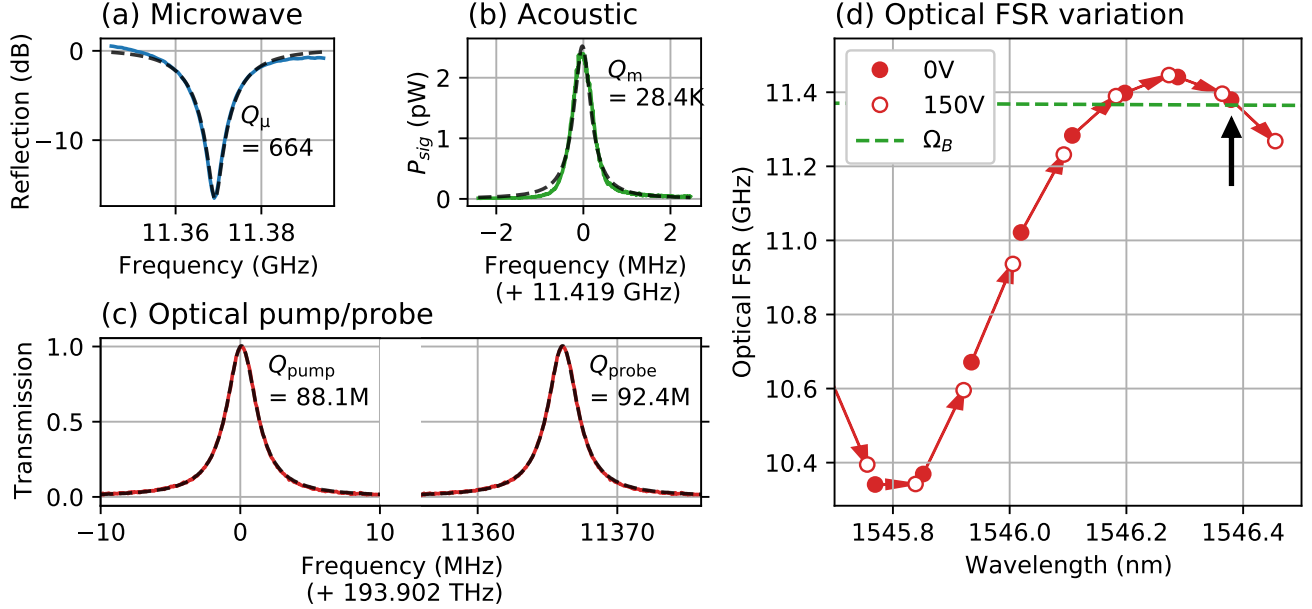 (a) Microwave
Reflection (dB)
0
−10
Qμ
= 664
11.36 11.38
Frequency (GHz)
(b) Acoustic
Psig (pW)
2
1
0
Qm
= 28.4K
−2 0 2
Frequency (MHz)
(+ 11.419 GHz)
(c) Optical pump/probe
Transmission
1.0
0.5
0.0
Qpump
= 88.1M
Qprobe
= 92.4M
−10 0 10 11360 11370
Frequency (MHz)
(+ 193.902 THz)
(d) Optical FSR variation
Optical FSR (GHz)
11.4
11.2
11.0
10.8
10.6
10.4
0V
150V
ΩB
1545.8 1546.0 1546.2 1546.4
Wavelength (nm)